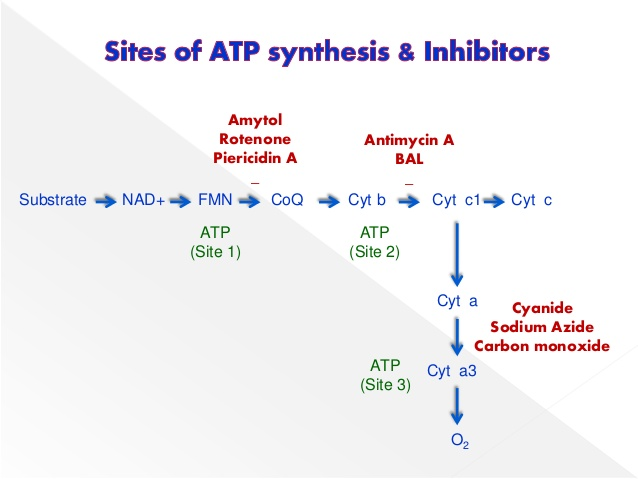 Sites of ATP synthesis & Inhibitors
Amytol
Rotenone
Piericidin A
_
Antimycin A
BAL
_
Substrate NAD+ FMN CoQ Cyt b Cyt c1 Cyt c
ATP
(Site 1)
ATP
(Site 2)
Cyt a
Cyanide
Sodium Azide
Carbon monoxide
ATP
(Site 3)
Cyt a3
O2